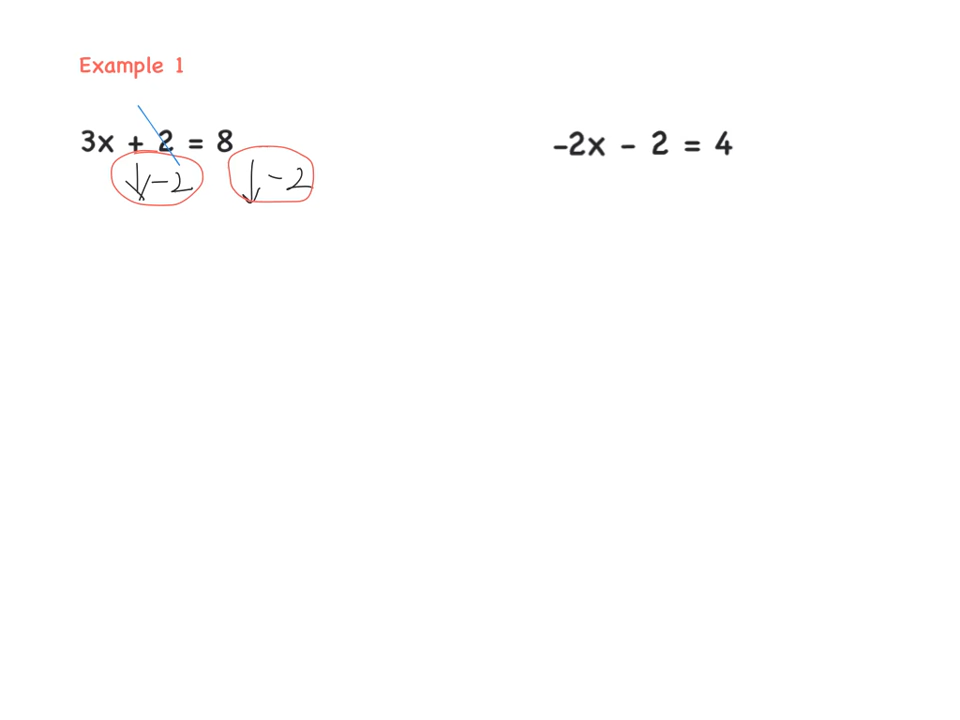 Example 1
3x + 2 = 8
↓ - 2 ↓ - 2
-2x - 2 = 4